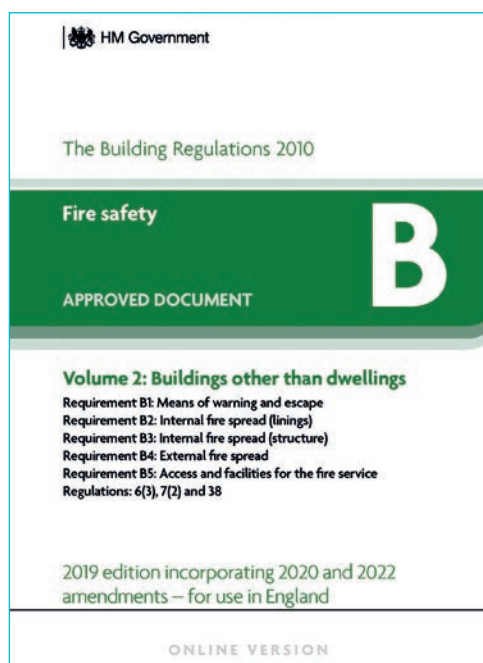 HM Government
The Building Regulations 2010
Fire safety
B
APPROVED DOCUMENT
Volume 2: Buildings other than dwellings
Requirement B1: Means of warning and escape
Requirement B2: Internal fire spread (linings)
Requirement B3: Internal fire spread (structure)
Requirement B4: External fire spread
Requirement B5: Access and facilities for the fire service
Regulations: 6(3), 7(2) and 38
2019 edition incorporating 2020 and 2022
amendments – for use in England
ONLINE VERSION